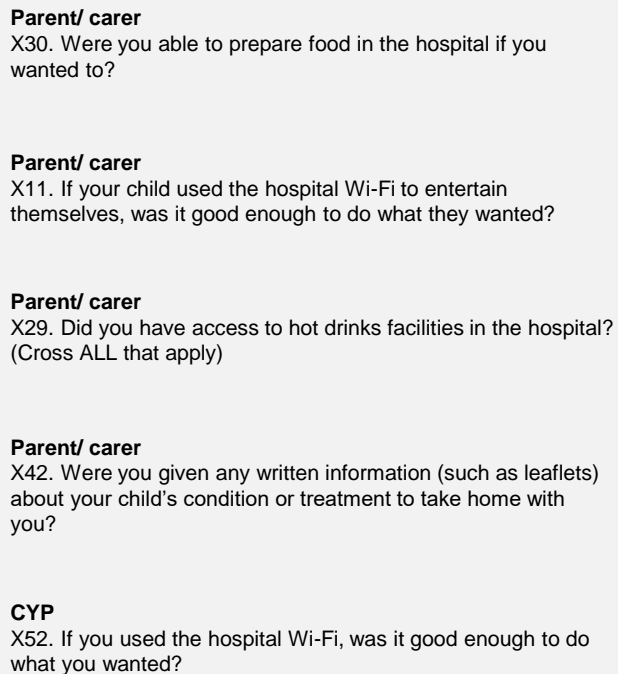 Parent/ carer
X30. Were you able to prepare food in the hospital if you
wanted to?
Parent/ carer
X11. If your child used the hospital Wi-Fi to entertain
themselves, was it good enough to do what they wanted?
Parent/ carer
X29. Did you have access to hot drinks facilities in the hospital?
(Cross ALL that apply)
Parent/ carer
X42. Were you given any written information (such as leaflets)
about your child’s condition or treatment to take home with
you?
CYP
X52. If you used the hospital Wi-Fi, was it good enough to do
what you wanted?